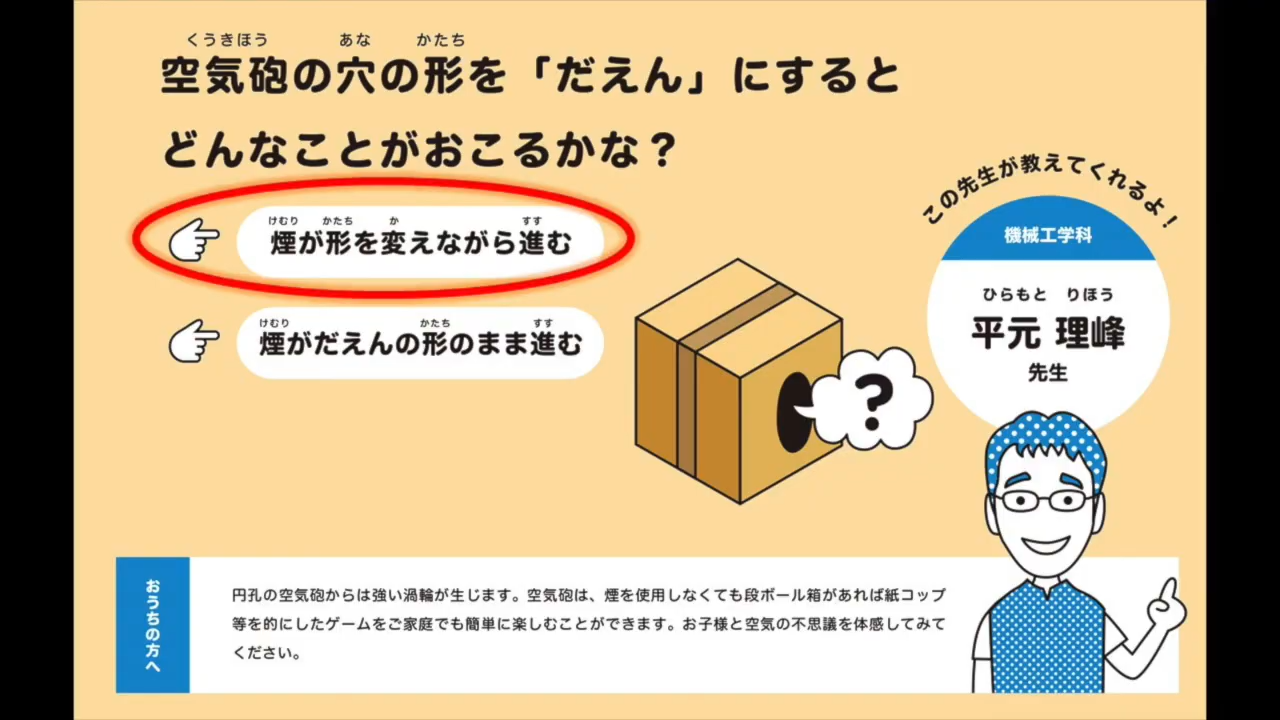 くうきほう あな かたち
空気砲の穴の形を「だえん」にすると
どんなことがおこるかな？
けむり かたち か すす
煙が形を変えながら進む
けむり かたち すす
煙がだえんの形のまま進む
?
この先生が教えてくれるよ！
機械工学科
ひらもと りほう
平元 理峰
先生
おうちの方へ
円孔の空気砲からは強い渦輪が生じます。空気砲は、煙を使用しなくても段ボール箱があれば紙コップ
等を的にしたゲームをご家庭でも簡単に楽しむことができます。お子様と空気の不思議を体感してみて
ください。